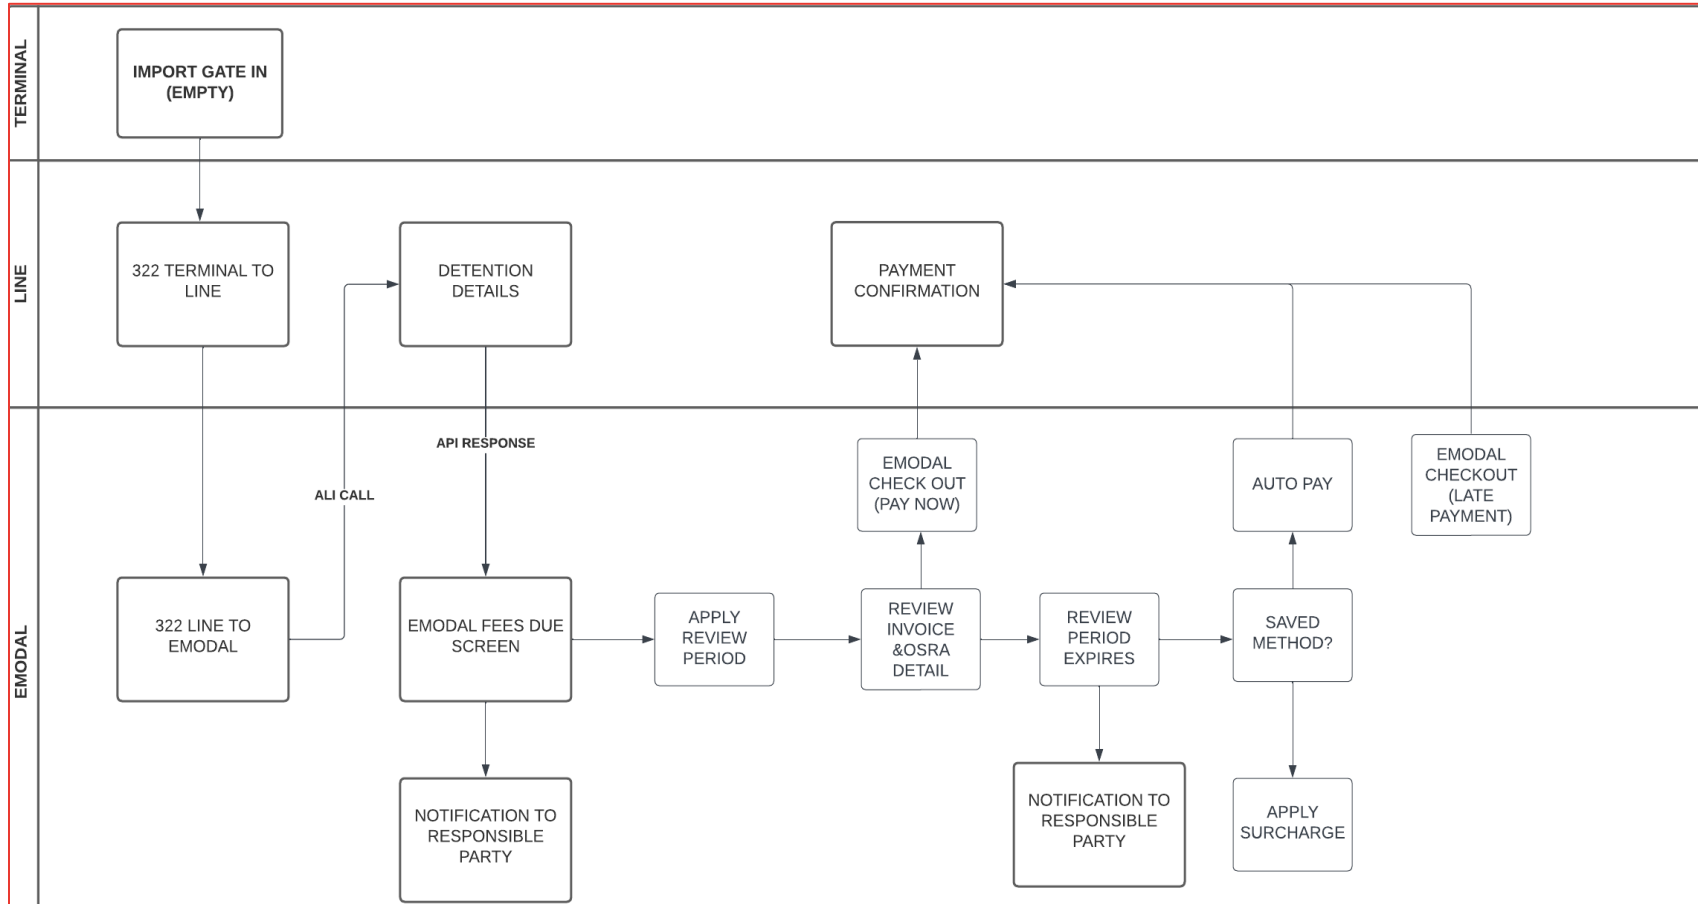 TERMINAL
IMPORT GATE IN
(EMPTY)
LINE
322 TERMINAL TO
LINE
DETENTION
DETAILS
PAYMENT
CONFIRMATION
EMODAL
API RESPONSE
ALI CALL
EMODAL
CHECK OUT
(PAY NOW)
AUTO PAY
EMODAL
CHECKOUT
(LATE
PAYMENT)
322 LINE TO
EMODAL
EMODAL FEES DUE
SCREEN
APPLY
REVIEW
PERIOD
REVIEW
INVOICE
&OSRA
DETAIL
REVIEW
PERIOD
EXPIRES
SAVED
METHOD?
NOTIFICATION TO
RESPONSIBLE
PARTY
NOTIFICATION TO
RESPONSIBLE
PARTY
APPLY
SURCHARGE